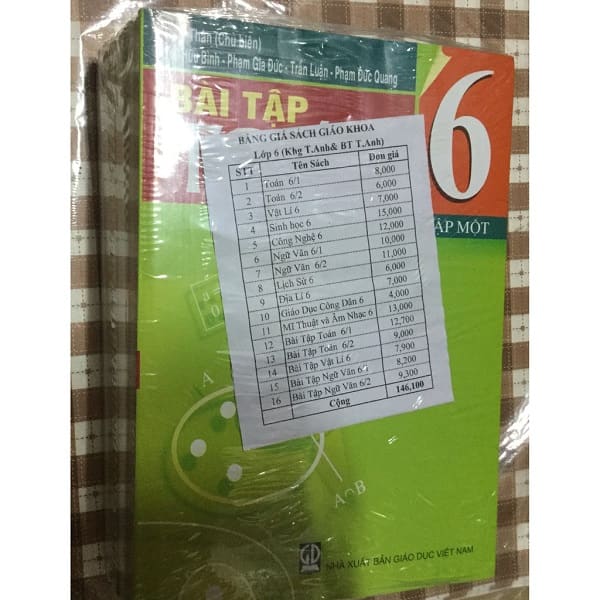 Thân (Chủ biên)
Bình - Phạm Gia Đức - Trần Luận - Phạm Đức Quang
BÀI TẬP
6
TẬP MỘT
BẢNG GIÁ SÁCH GIÁO KHOA
Lớp 6 (Khg T.Anh& BT T.Anh)
STT Tên Sách Đơn giá
1 Toán 6/1 8,000
2 Toán 6/2 6,000
3 Vật Lí 6 7,000
4 Sinh học 6 15,000
5 Công Nghệ 6 12,000
6 Ngữ Văn 6/1 10,000
7 Ngữ Văn 6/2 11,000
8 Lịch Sử 6 6,000
9 Địa Lí 6 7,000
10 Giáo Dục Công Dân 6 4,000
11 Mĩ Thuật và Âm Nhạc 6 13,000
12 Bài Tập Toán 6/1 12,700
13 Bài Tập Toán 6/2 9,000
14 Bài Tập Vật Lí 6 7,900
15 Bài Tập Ngữ Văn 6/1 8,200
16 Bài Tập Ngữ Văn 6/2 9,300
Cộng 146,100
A
A∩B
NHÀ XUẤT BẢN GIÁO DỤC VIỆT NAM